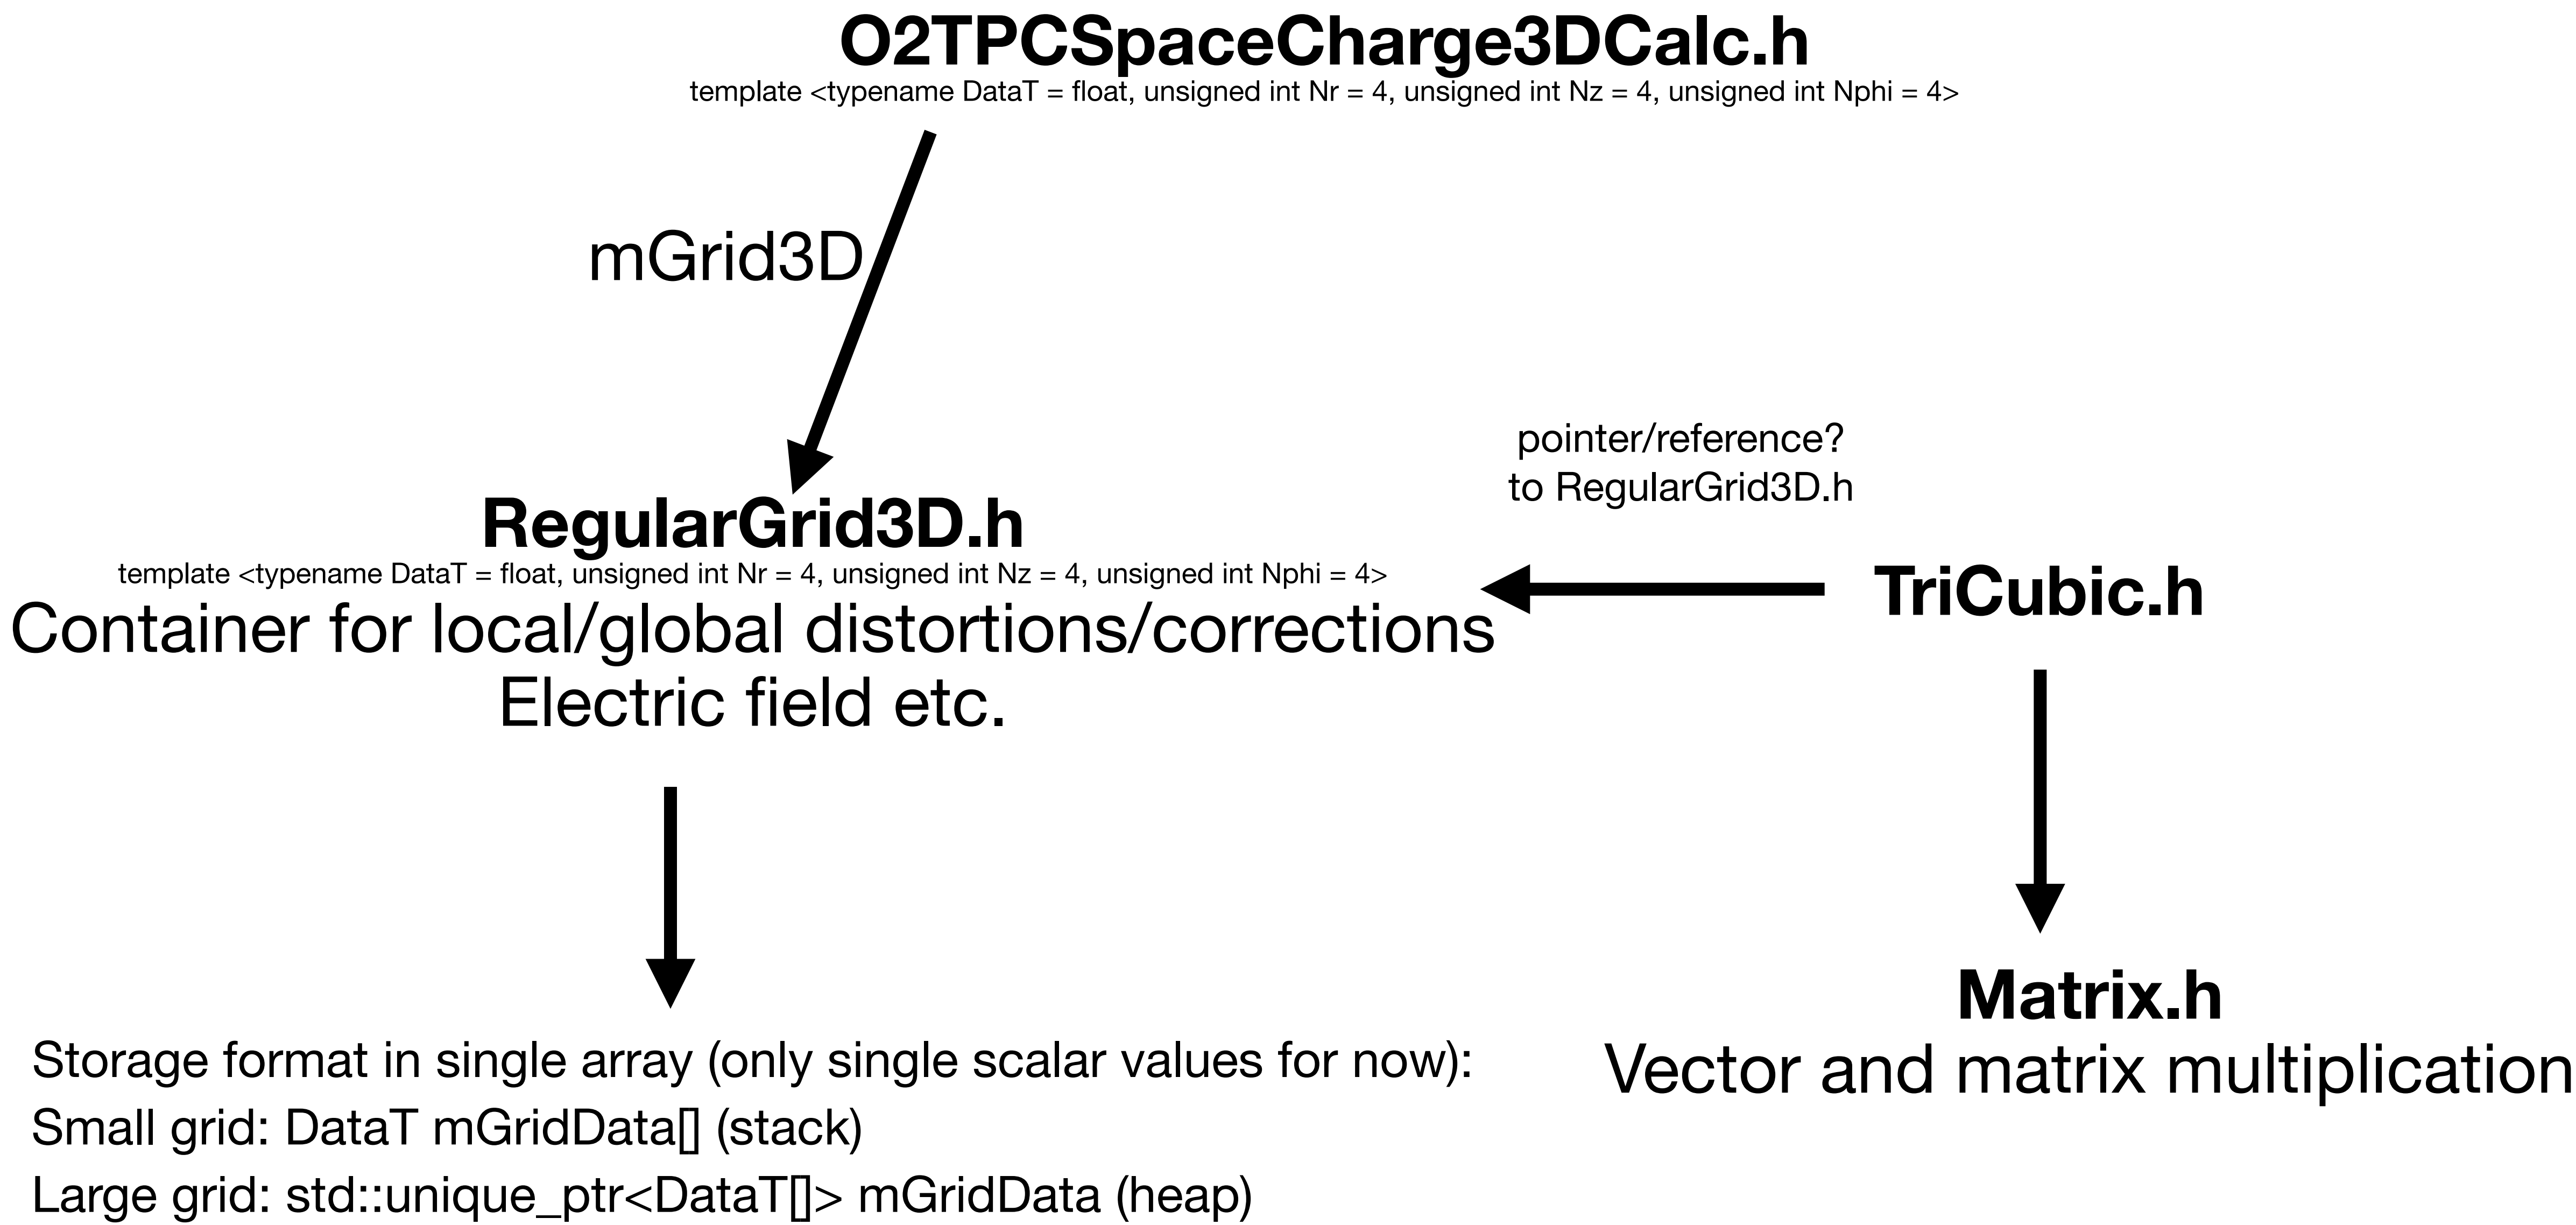 O2TPCSpaceCharge3DCalc.h
template <typename DataT = float, unsigned int Nr = 4, unsigned int Nz = 4, unsigned int Nphi = 4>
mGrid3D
pointer/reference?
to RegularGrid3D.h
RegularGrid3D.h
template <typename DataT = float, unsigned int Nr = 4, unsigned int Nz = 4, unsigned int Nphi = 4>
Container for local/global distortions/corrections
Electric field etc.
TriCubic.h
Matrix.h
Vector and matrix multiplication
Storage format in single array (only single scalar values for now):
Small grid: DataT mGridData[] (stack)
Large grid: std::unique_ptr<DataT[]> mGridData (heap)